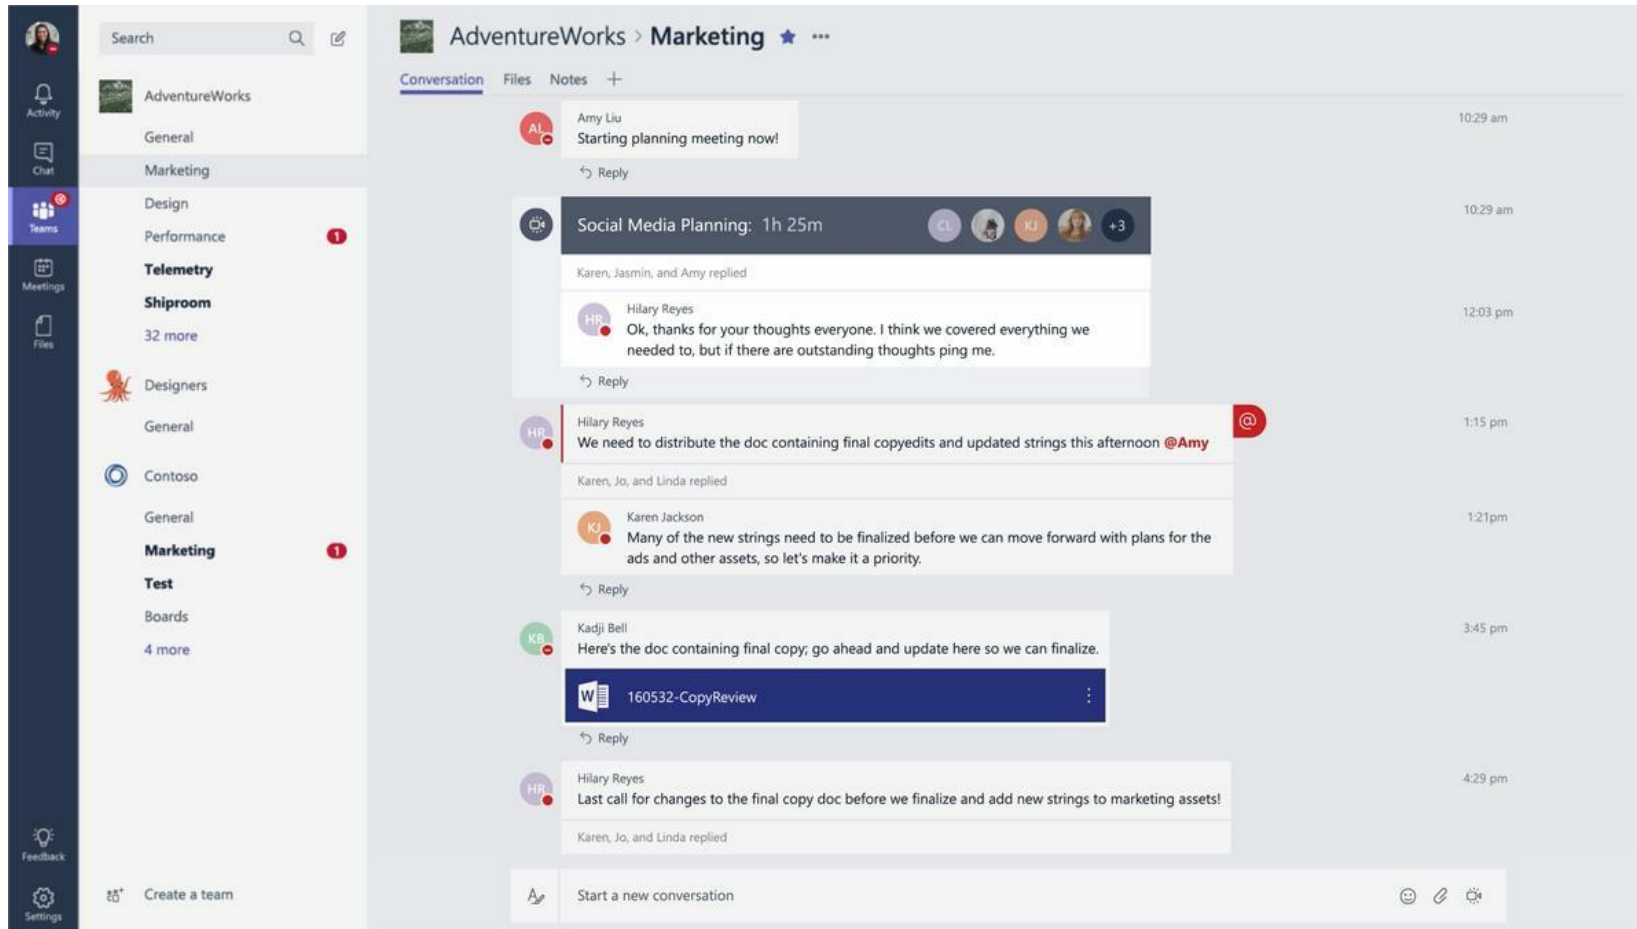 Search
Activity
Chat
Teams
Meetings
Files
Feedback
Settings
AdventureWorks
General
Marketing
Design
Performance 1
Telemetry
Shiproom
32 more
Designers
General
Contoso
General
Marketing 1
Test
Boards
4 more
Create a team
AdventureWorks > Marketing
Conversation Files Notes
AL Amy Liu 10:29 am
Starting planning meeting now!
Reply
Social Media Planning: 1h 25m CL KJ +3 10:29 am
Karen, Jasmin, and Amy replied
HR Hilary Reyes 12:03 pm
Ok, thanks for your thoughts everyone. I think we covered everything we
needed to, but if there are outstanding thoughts ping me.
Reply
HR Hilary Reyes @ 1:15 pm
We need to distribute the doc containing final copyedits and updated strings this afternoon @Amy
Karen, Jo, and Linda replied
KJ Karen Jackson 1:21pm
Many of the new strings need to be finalized before we can move forward with plans for the
ads and other assets, so let's make it a priority.
Reply
KB Kadji Bell 3:45 pm
Here's the doc containing final copy; go ahead and update here so we can finalize.
W 160532-CopyReview
Reply
HR Hilary Reyes 4:29 pm
Last call for changes to the final copy doc before we finalize and add new strings to marketing assets!
Karen, Jo, and Linda replied
Start a new conversation